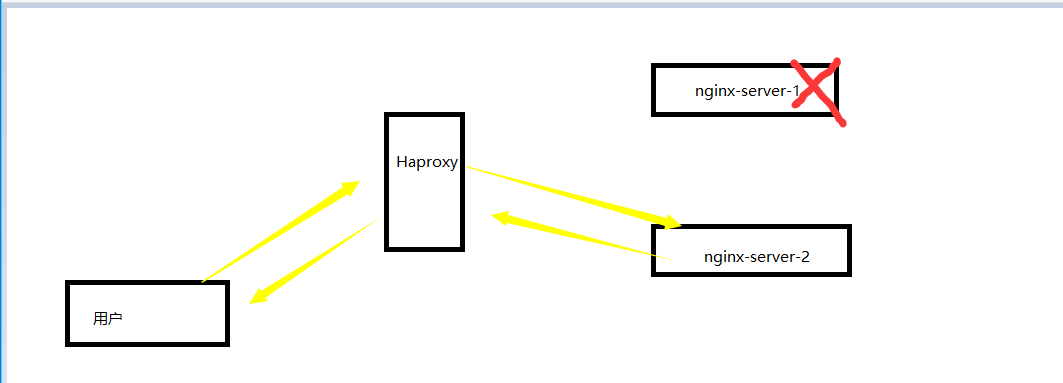 nginx-server-1
Haproxy
nginx-server-2
用户